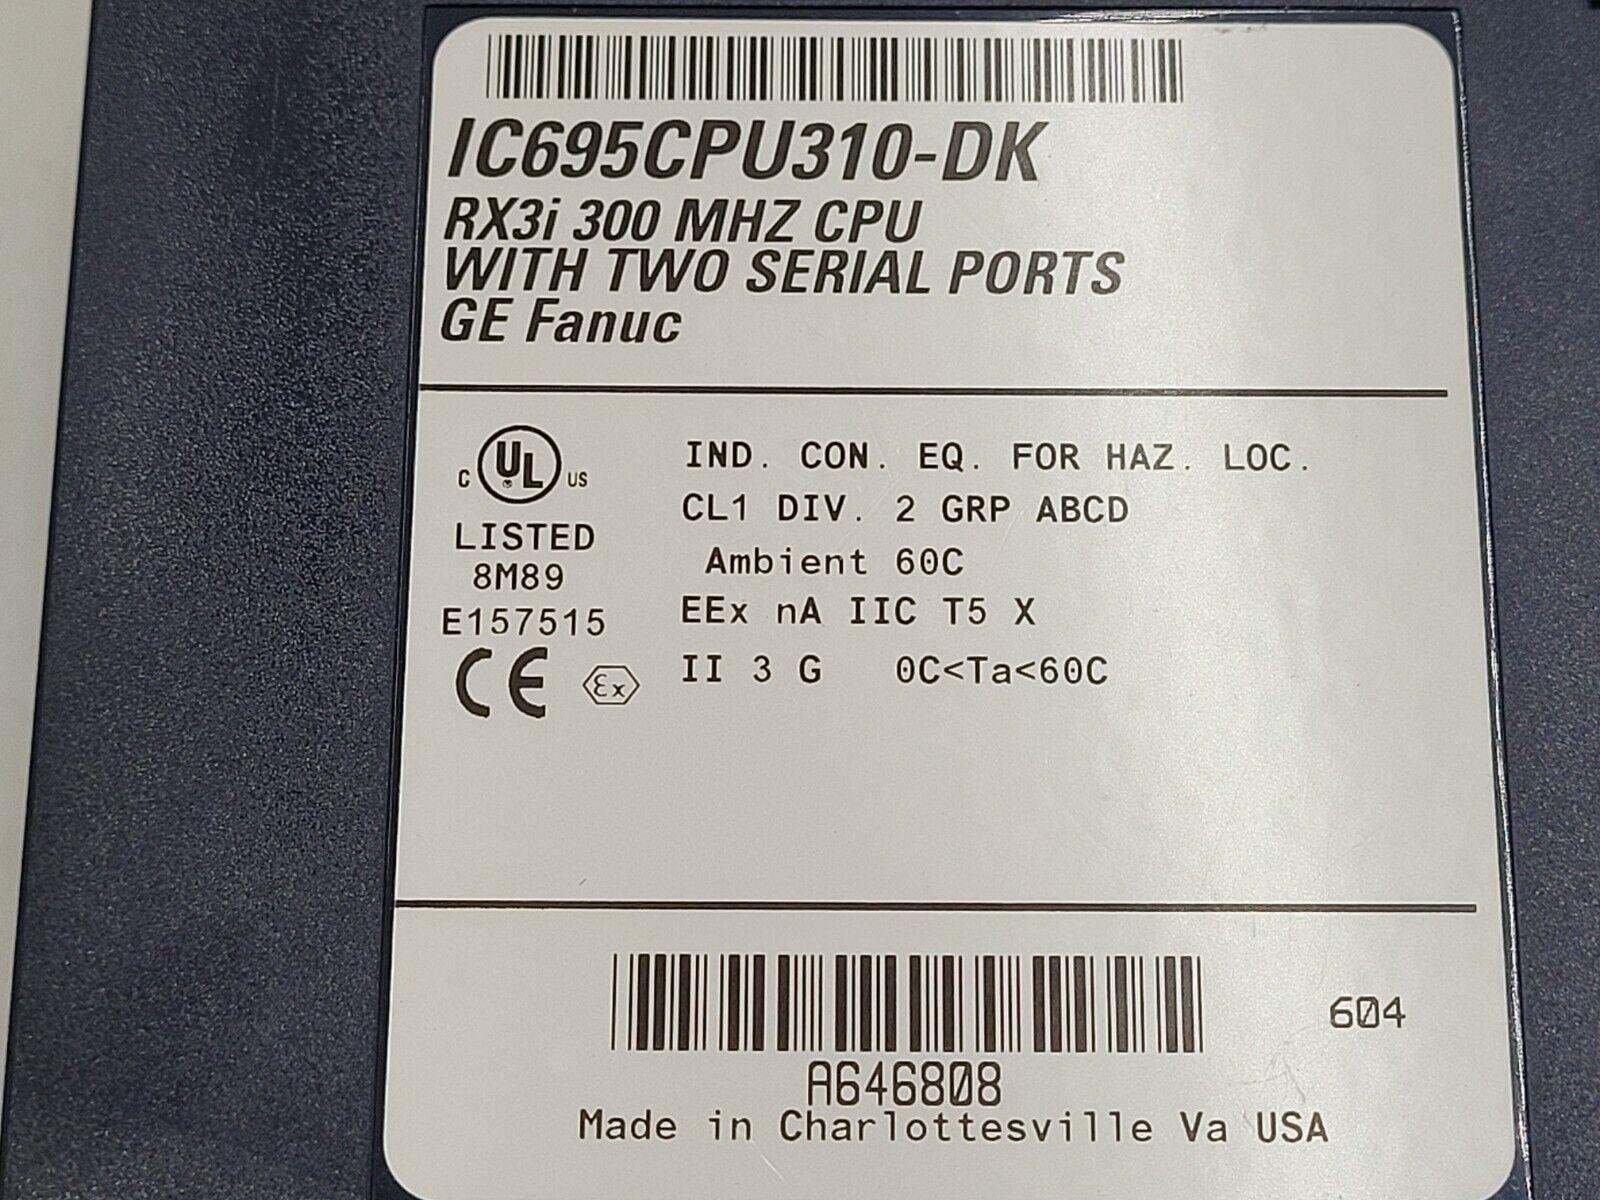 IC695CPU310-DK
RX3i 300 MHZ CPU
WITH TWO SERIAL PORTS
GE Fanuc
C UL US
LISTED
8M89
E157515
CE Ex
IND. CON. EQ. FOR HAZ. LOC.
CL1 DIV. 2 GRP ABCD
Ambient 60C
EEx nA IIC T5 X
II 3 G 0C<Ta<60C
604
A646808
Made in Charlottesville Va USA